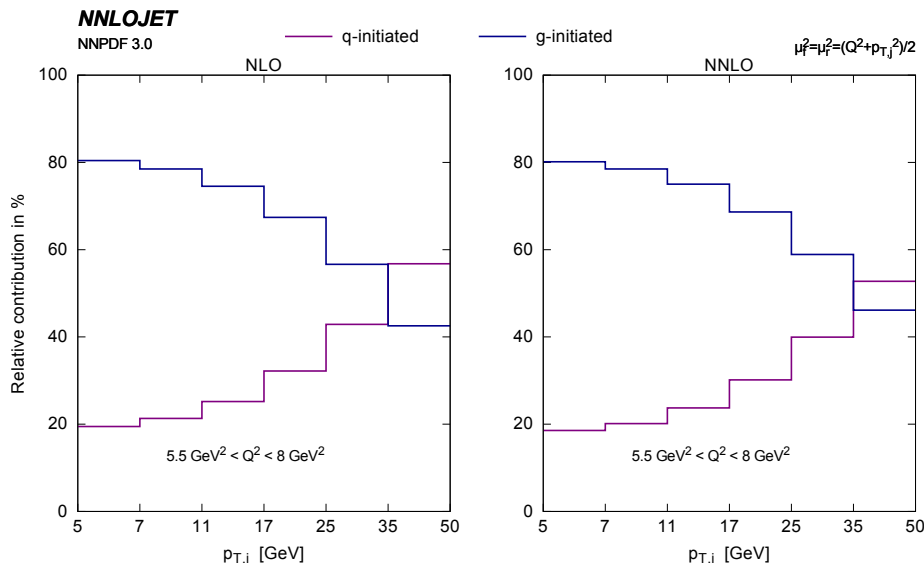 NNLOJET
NNPDF 3.0
q-initiated
g-initiated
μf²=μr²=(Q²+pT,j²)/2
NLO
NNLO
Relative contribution in %
100
80
60
40
20
0
5.5 GeV² < Q² < 8 GeV²
5 7 11 17 25 35 50
pT,j [GeV]
100
80
60
40
20
0
5.5 GeV² < Q² < 8 GeV²
5 7 11 17 25 35 50
pT,j [GeV]